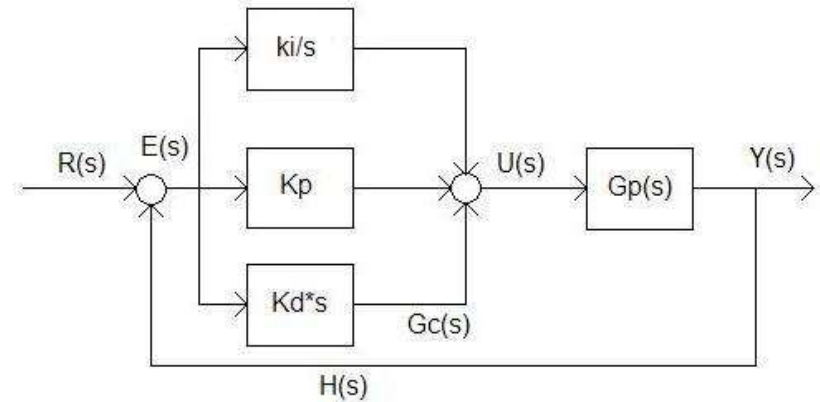 ki/s
R(s)
E(s)
Kp
U(s)
Gp(s)
Y(s)
Kd*s
Gc(s)
H(s)